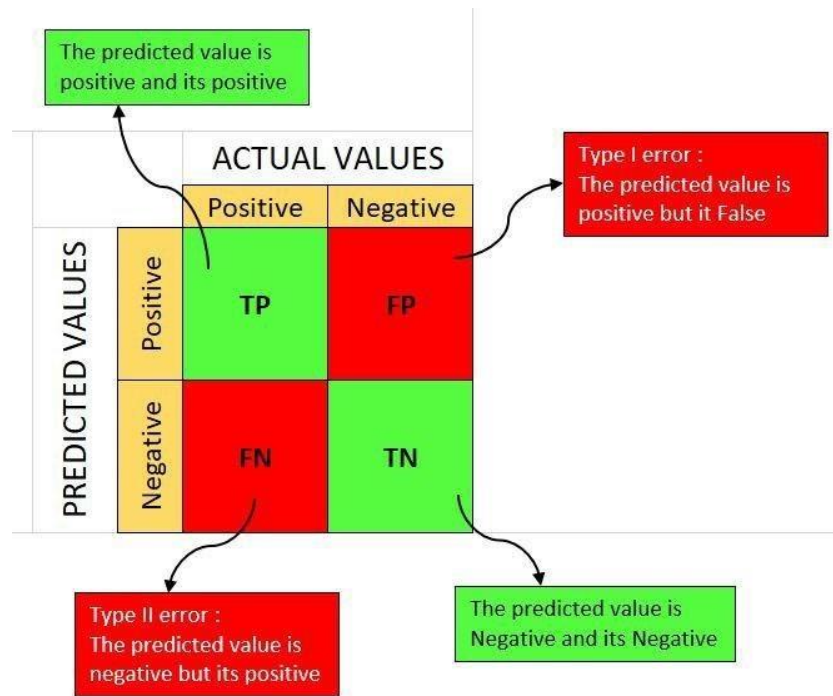 The predicted value is
positive and its positive
ACTUAL VALUES
Type I error :
The predicted value is
positive but it False
Positive Negative
PREDICTED VALUES
Positive
TP FP
Negative
FN TN
Type II error :
The predicted value is
negative but its positive
The predicted value is
Negative and its Negative